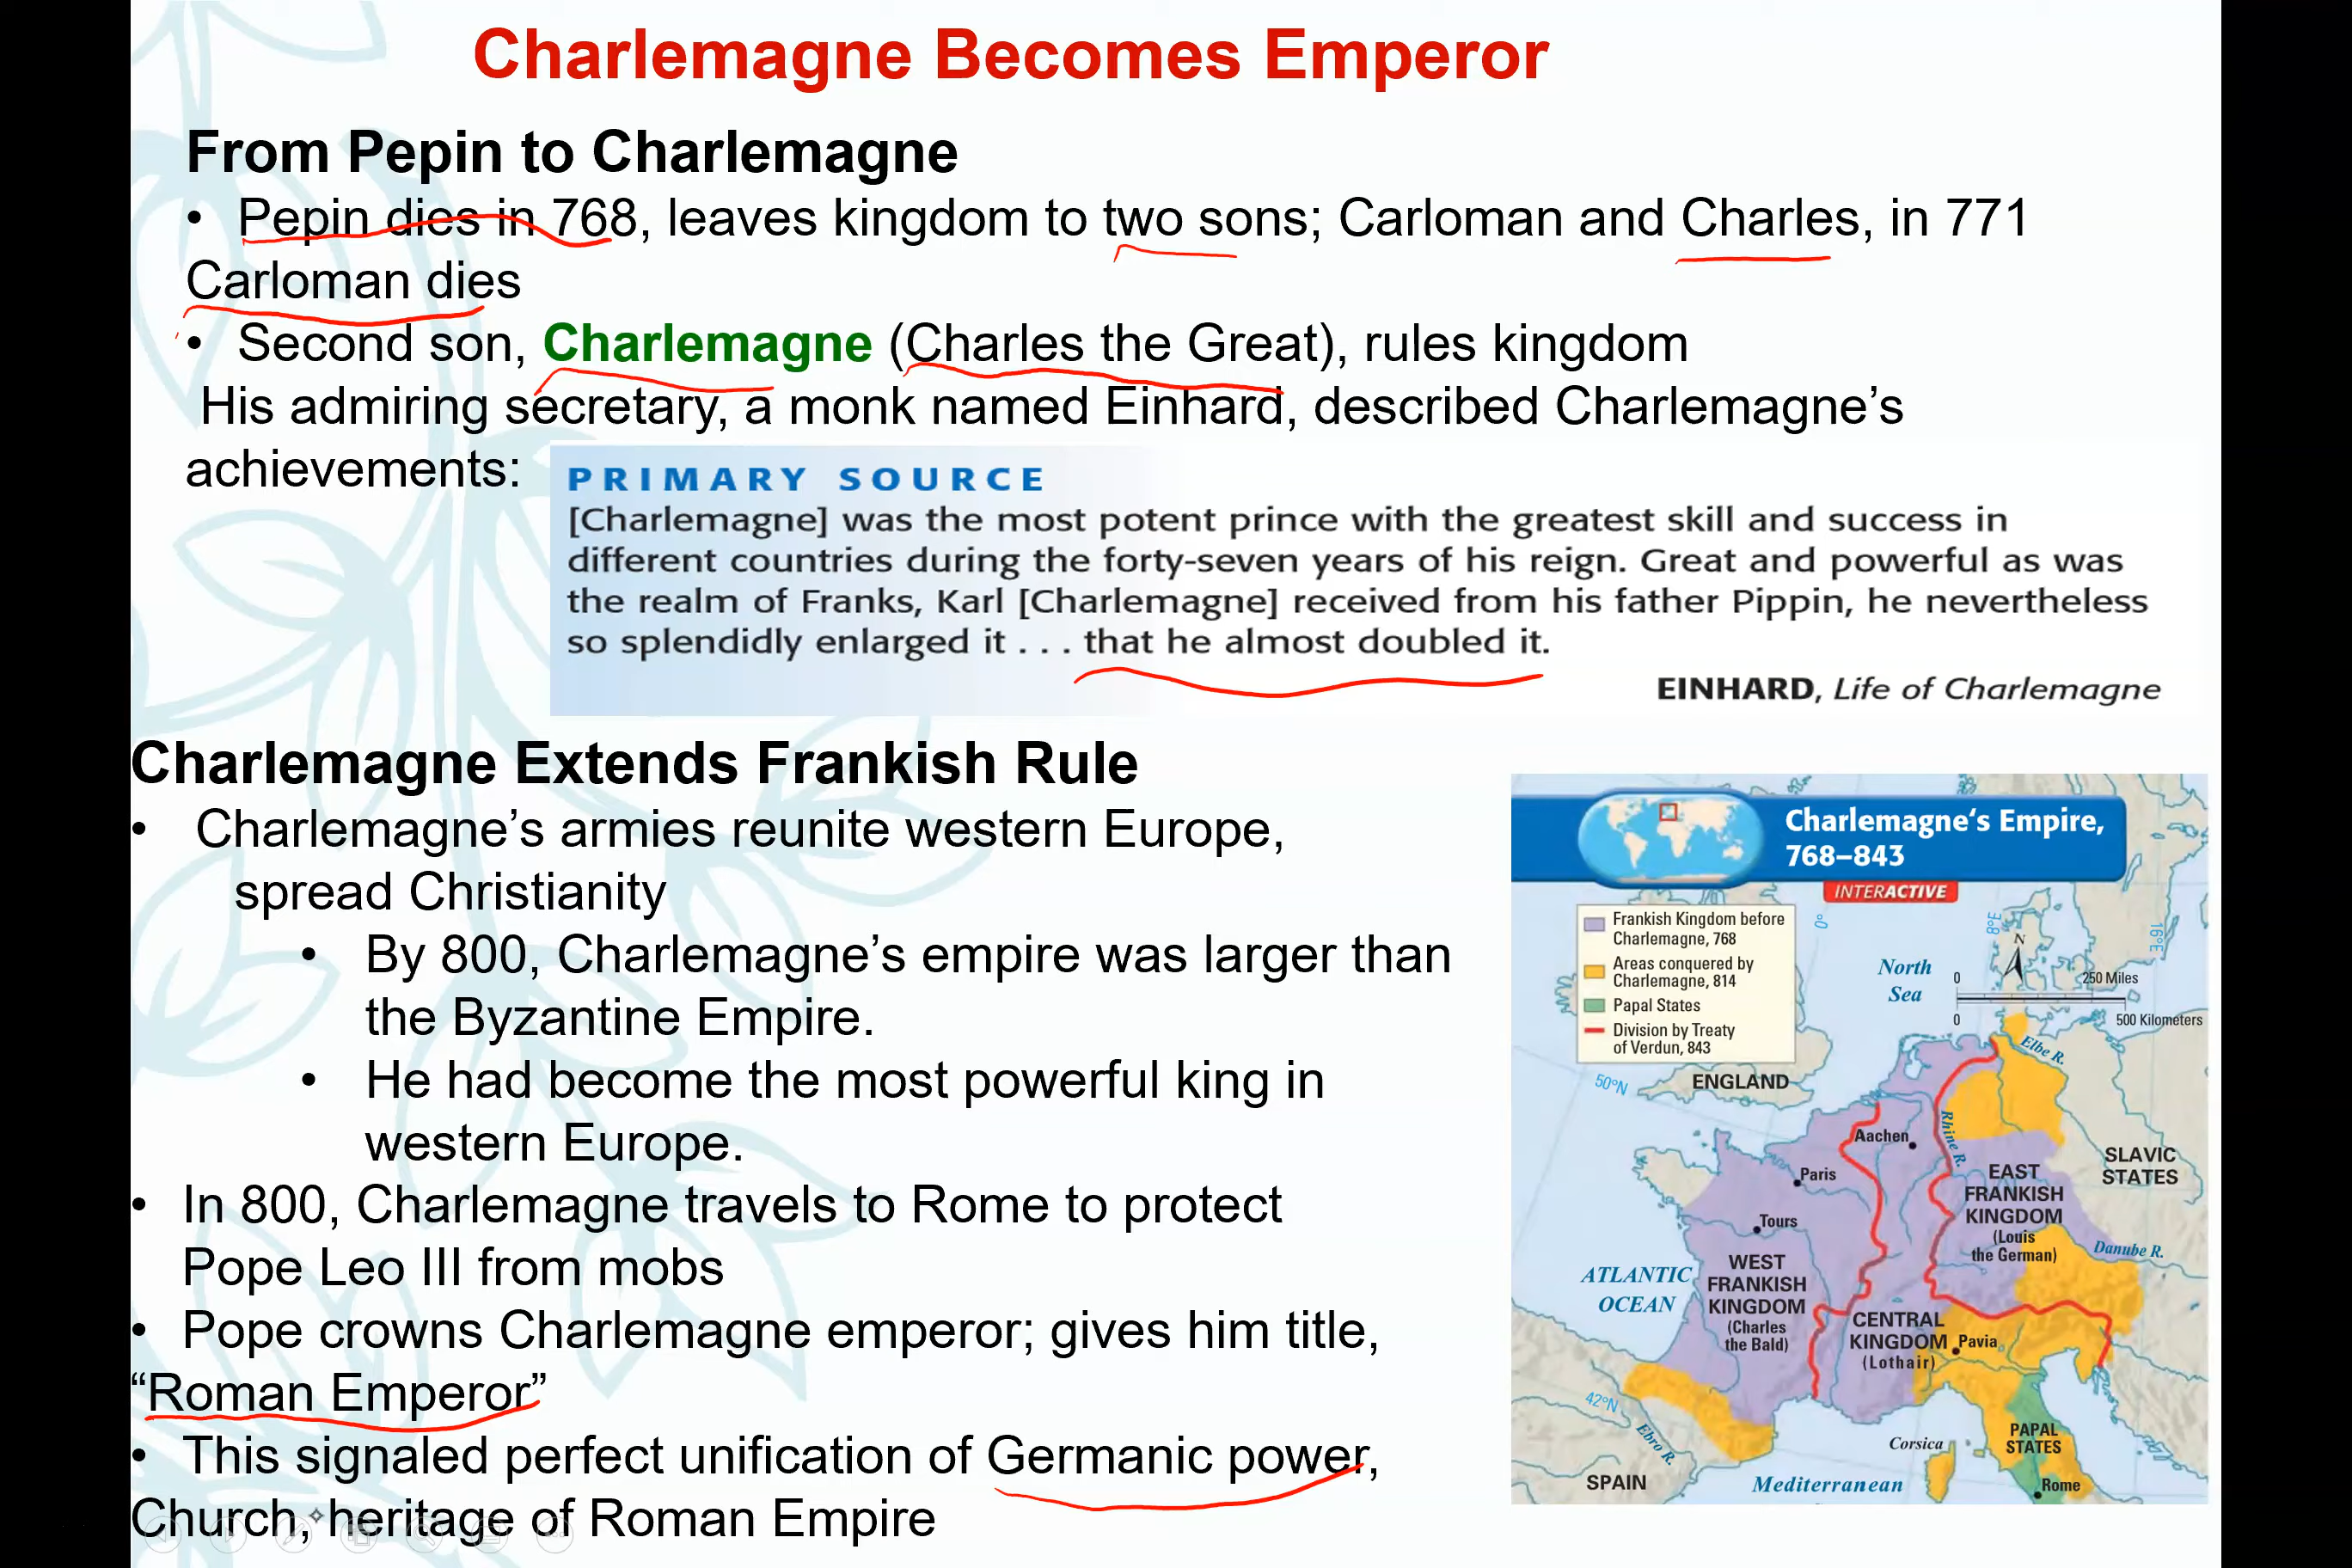 Charlemagne Becomes Emperor
From Pepin to Charlemagne
• Pepin dies in 768, leaves kingdom to two sons; Carloman and Charles, in 771
Carloman dies
• Second son, Charlemagne (Charles the Great), rules kingdom
His admiring secretary, a monk named Einhard, described Charlemagne’s
achievements:
PRIMARY SOURCE
[Charlemagne] was the most potent prince with the greatest skill and success in
different countries during the forty-seven years of his reign. Great and powerful as was
the realm of Franks, Karl [Charlemagne] received from his father Pippin, he nevertheless
so splendidly enlarged it . . . that he almost doubled it.
EINHARD, Life of Charlemagne
Charlemagne Extends Frankish Rule
• Charlemagne’s armies reunite western Europe,
spread Christianity
• By 800, Charlemagne’s empire was larger than
the Byzantine Empire.
• He had become the most powerful king in
western Europe.
• In 800, Charlemagne travels to Rome to protect
Pope Leo III from mobs
• Pope crowns Charlemagne emperor; gives him title,
“Roman Emperor”
• This signaled perfect unification of Germanic power,
Church, heritage of Roman Empire
Charlemagne‘s Empire,
768–843
INTERACTIVE
Frankish Kingdom before
Charlemagne, 768
Areas conquered by
Charlemagne, 814
Papal States
Division by Treaty
of Verdun, 843
0°
8°E
16°E
N
North
Sea
0
250 Miles
0
500 Kilometers
Elbe R.
50°N
ENGLAND
Rhine R.
Aachen
Paris
SLAVIC
STATES
EAST
FRANKISH
KINGDOM
(Louis
the German)
Tours
Danube R.
ATLANTIC
OCEAN
WEST
FRANKISH
KINGDOM
(Charles
the Bald)
CENTRAL
KINGDOM
(Lothair)
Pavia
42°N
Ebro R.
PAPAL
STATES
Corsica
SPAIN
Mediterranean
Rome